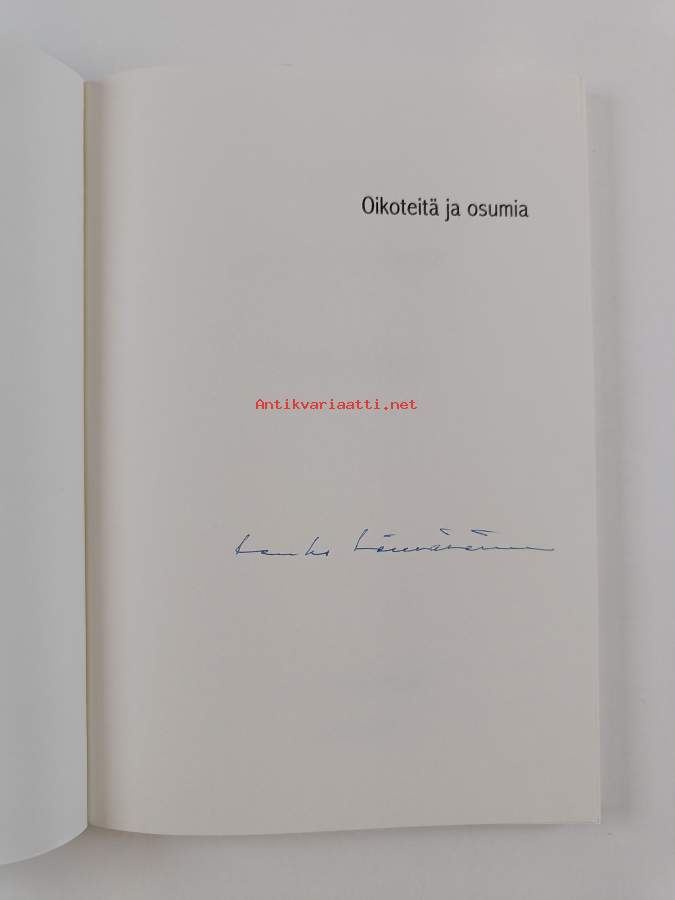 Oikoteitä ja osumia
Antikvariaatti.net